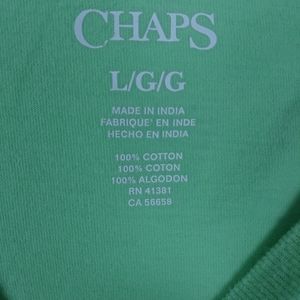 CHAPS
L/G/G
MADE IN INDIA
FABRIQUE' EN INDE
HECHO EN INDIA
100% COTTON
100% COTON
100% ALGODON
RN 41381
CA 56658